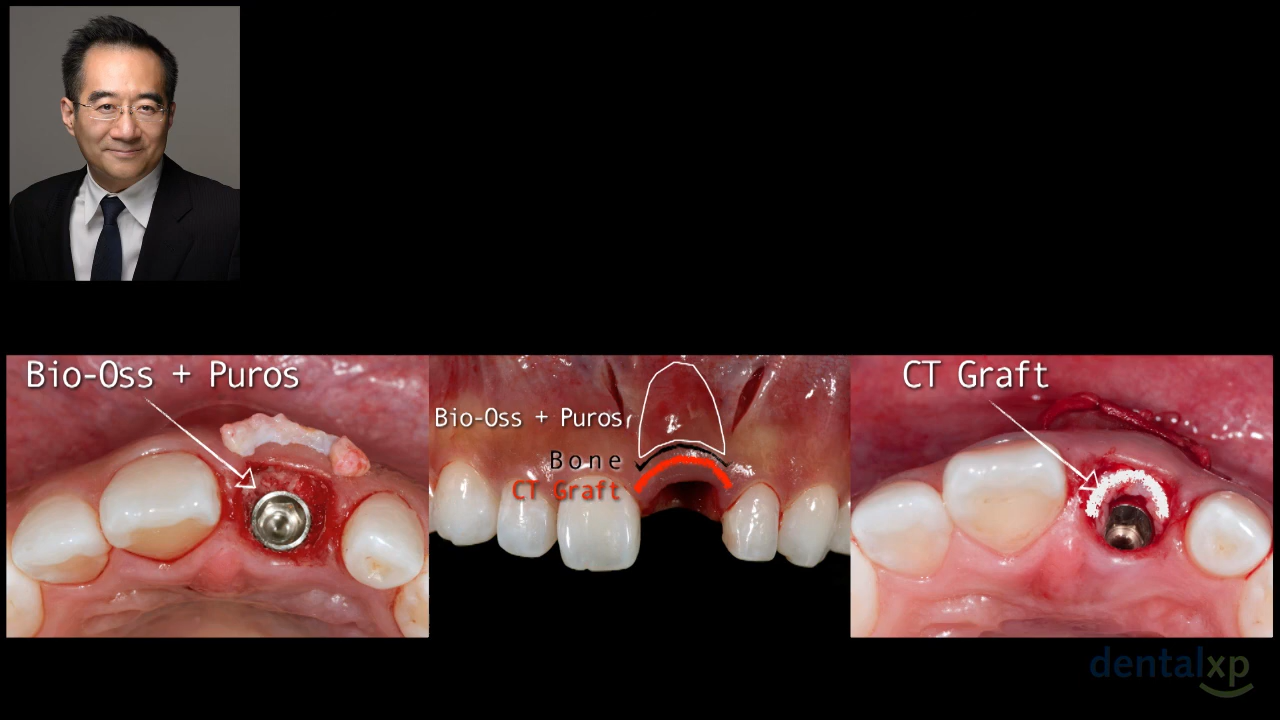 Bio-Oss + Puros
Bio-Oss + Puros
Bone
CT Graft
CT Graft
dentalxp